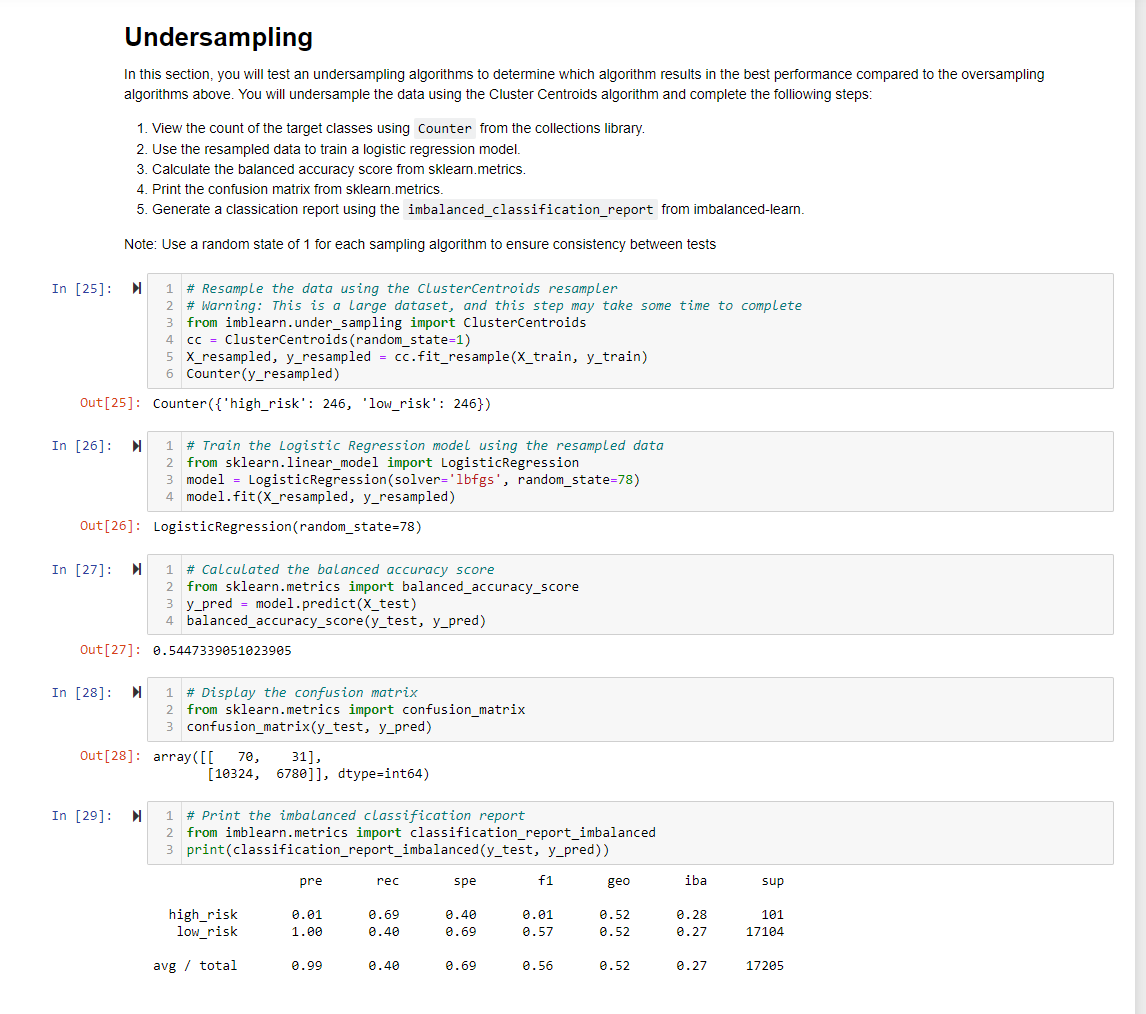 Undersampling
In this section, you will test an undersampling algorithms to determine which algorithm results in the best performance compared to the oversampling
algorithms above. You will undersample the data using the Cluster Centroids algorithm and complete the folliowing steps:
1. View the count of the target classes using Counter from the collections library.
2. Use the resampled data to train a logistic regression model.
3. Calculate the balanced accuracy score from sklearn.metrics.
4. Print the confusion matrix from sklearn.metrics.
5. Generate a classication report using the imbalanced_classification_report from imbalanced-learn.
Note: Use a random state of 1 for each sampling algorithm to ensure consistency between tests
In [25]:
1 # Resample the data using the ClusterCentroids resampler
2 # Warning: This is a large dataset, and this step may take some time to complete
3 from imblearn.under_sampling import ClusterCentroids
4 cc = ClusterCentroids(random_state=1)
5 X_resampled, y_resampled = cc.fit_resample(X_train, y_train)
6 Counter(y_resampled)
Out[25]: Counter({'high_risk': 246, 'low_risk': 246})
In [26]:
1 # Train the Logistic Regression model using the resampled data
2 from sklearn.linear_model import LogisticRegression
3 model = LogisticRegression(solver='lbfgs', random_state=78)
4 model.fit(X_resampled, y_resampled)
Out[26]: LogisticRegression(random_state=78)
In [27]:
1 # Calculated the balanced accuracy score
2 from sklearn.metrics import balanced_accuracy_score
3 y_pred = model.predict(X_test)
4 balanced_accuracy_score(y_test, y_pred)
Out[27]: 0.5447339051023905
In [28]:
1 # Display the confusion matrix
2 from sklearn.metrics import confusion_matrix
3 confusion_matrix(y_test, y_pred)
Out[28]: array([[   70,    31],
[10324,  6780]], dtype=int64)
In [29]:
1 # Print the imbalanced classification report
2 from imblearn.metrics import classification_report_imbalanced
3 print(classification_report_imbalanced(y_test, y_pred))
pre rec spe f1 geo iba sup
high_risk 0.01 0.69 0.40 0.01 0.52 0.28 101
low_risk 1.00 0.40 0.69 0.57 0.52 0.27 17104
avg / total 0.99 0.40 0.69 0.56 0.52 0.27 17205